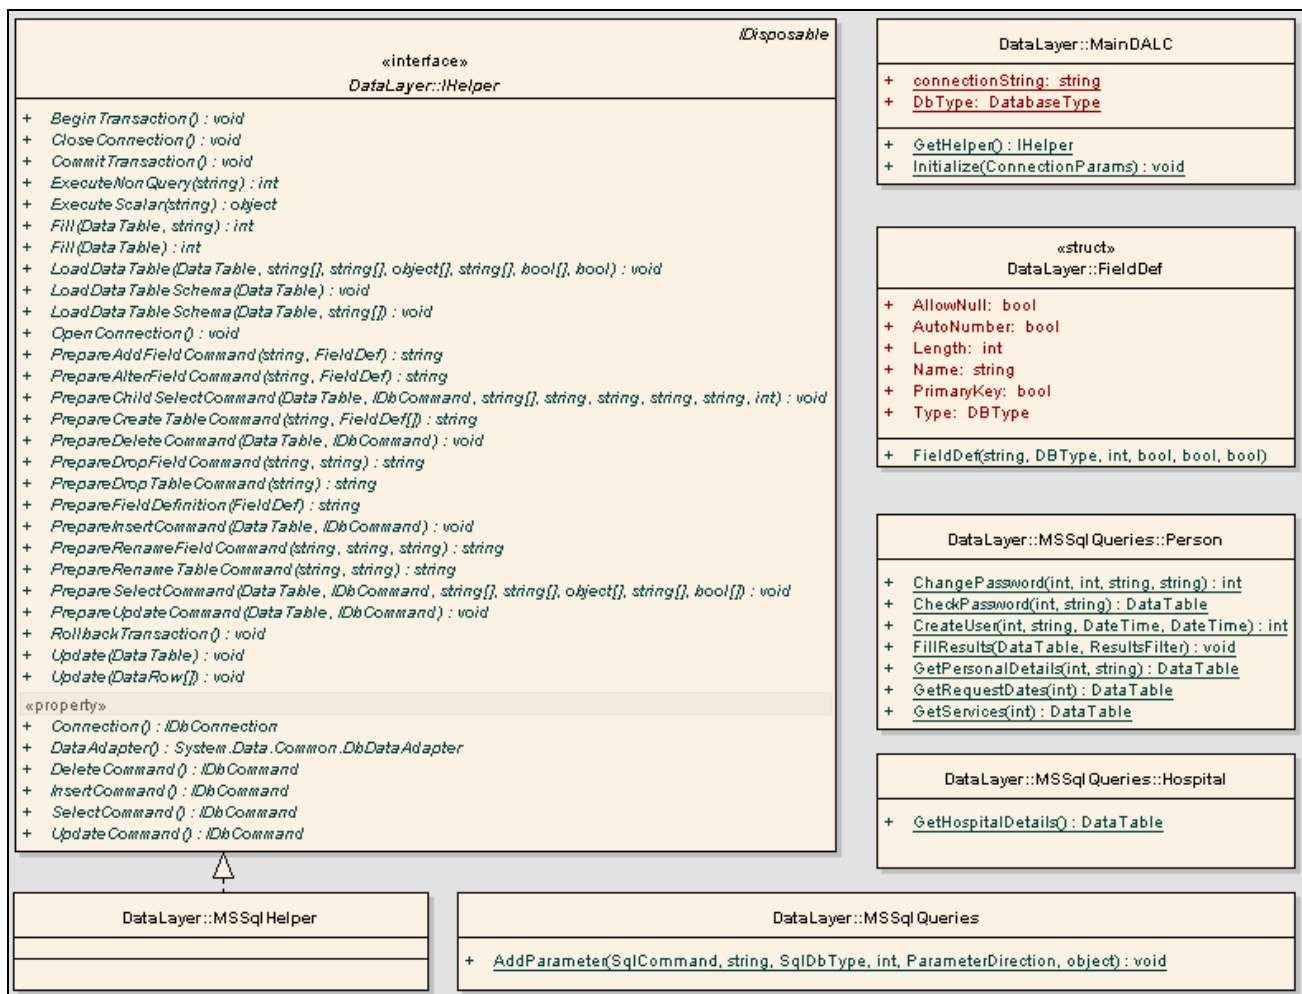 IDisposable
«interface»
DataLayer::IHelper
+ BeginTransaction() : void
+ CloseConnection() : void
+ CommitTransaction() : void
+ ExecuteNonQuery(string) : int
+ ExecuteScalar(string) : object
+ Fill(DataTable, string) : int
+ Fill(DataTable) : int
+ LoadDataTable(DataTable, string[], string[], object[], string[], bool[], bool) : void
+ LoadDataTableSchema(DataTable) : void
+ LoadDataTableSchema(DataTable, string[]) : void
+ OpenConnection() : void
+ PrepareAddFieldCommand(string, FieldDef) : string
+ PrepareAlterFieldCommand(string, FieldDef) : string
+ PrepareChildSelectCommand(DataTable, IDbCommand, string[], string, string, string, string, int) : void
+ PrepareCreateTableCommand(string, FieldDef[]) : string
+ PrepareDeleteCommand(DataTable, IDbCommand) : void
+ PrepareDropFieldCommand(string, string) : string
+ PrepareDropTableCommand(string) : string
+ PrepareFieldDefinition(FieldDef) : string
+ PrepareInsertCommand(DataTable, IDbCommand) : void
+ PrepareRenameFieldCommand(string, string, string) : string
+ PrepareRenameTableCommand(string, string) : string
+ PrepareSelectCommand(DataTable, IDbCommand, string[], string[], object[], string[], bool[]) : void
+ PrepareUpdateCommand(DataTable, IDbCommand) : void
+ RollbackTransaction() : void
+ Update(DataTable) : void
+ Update(DataRow[]) : void
«property»
+ Connection() : IDbConnection
+ DataAdapter() : System.Data.Common.DbDataAdapter
+ DeleteCommand() : IDbCommand
+ InsertCommand() : IDbCommand
+ SelectCommand() : IDbCommand
+ UpdateCommand() : IDbCommand
DataLayer::MainDALC
+ connectionString: string
+ DbType: DatabaseType
+ GetHelper() : IHelper
+ Initialize(ConnectionParams) : void
«struct»
DataLayer::FieldDef
+ AllowNull: bool
+ AutoNumber: bool
+ Length: int
+ Name: string
+ PrimaryKey: bool
+ Type: DBType
+ FieldDef(string, DBType, int, bool, bool, bool)
DataLayer::MSSqlQueries::Person
+ ChangePassword(int, int, string, string) : int
+ CheckPassword(int, string) : DataTable
+ CreateUser(int, string, DateTime, DateTime) : int
+ FillResults(DataTable, ResultsFilter) : void
+ GetPersonalDetails(int, string) : DataTable
+ GetRequestDates(int) : DataTable
+ GetServices(int) : DataTable
DataLayer::MSSqlQueries::Hospital
+ GetHospitalDetails() : DataTable
DataLayer::MSSqlHelper
DataLayer::MSSqlQueries
+ AddParameter(SqlCommand, string, SqlDbType, int, ParameterDirection, object) : void